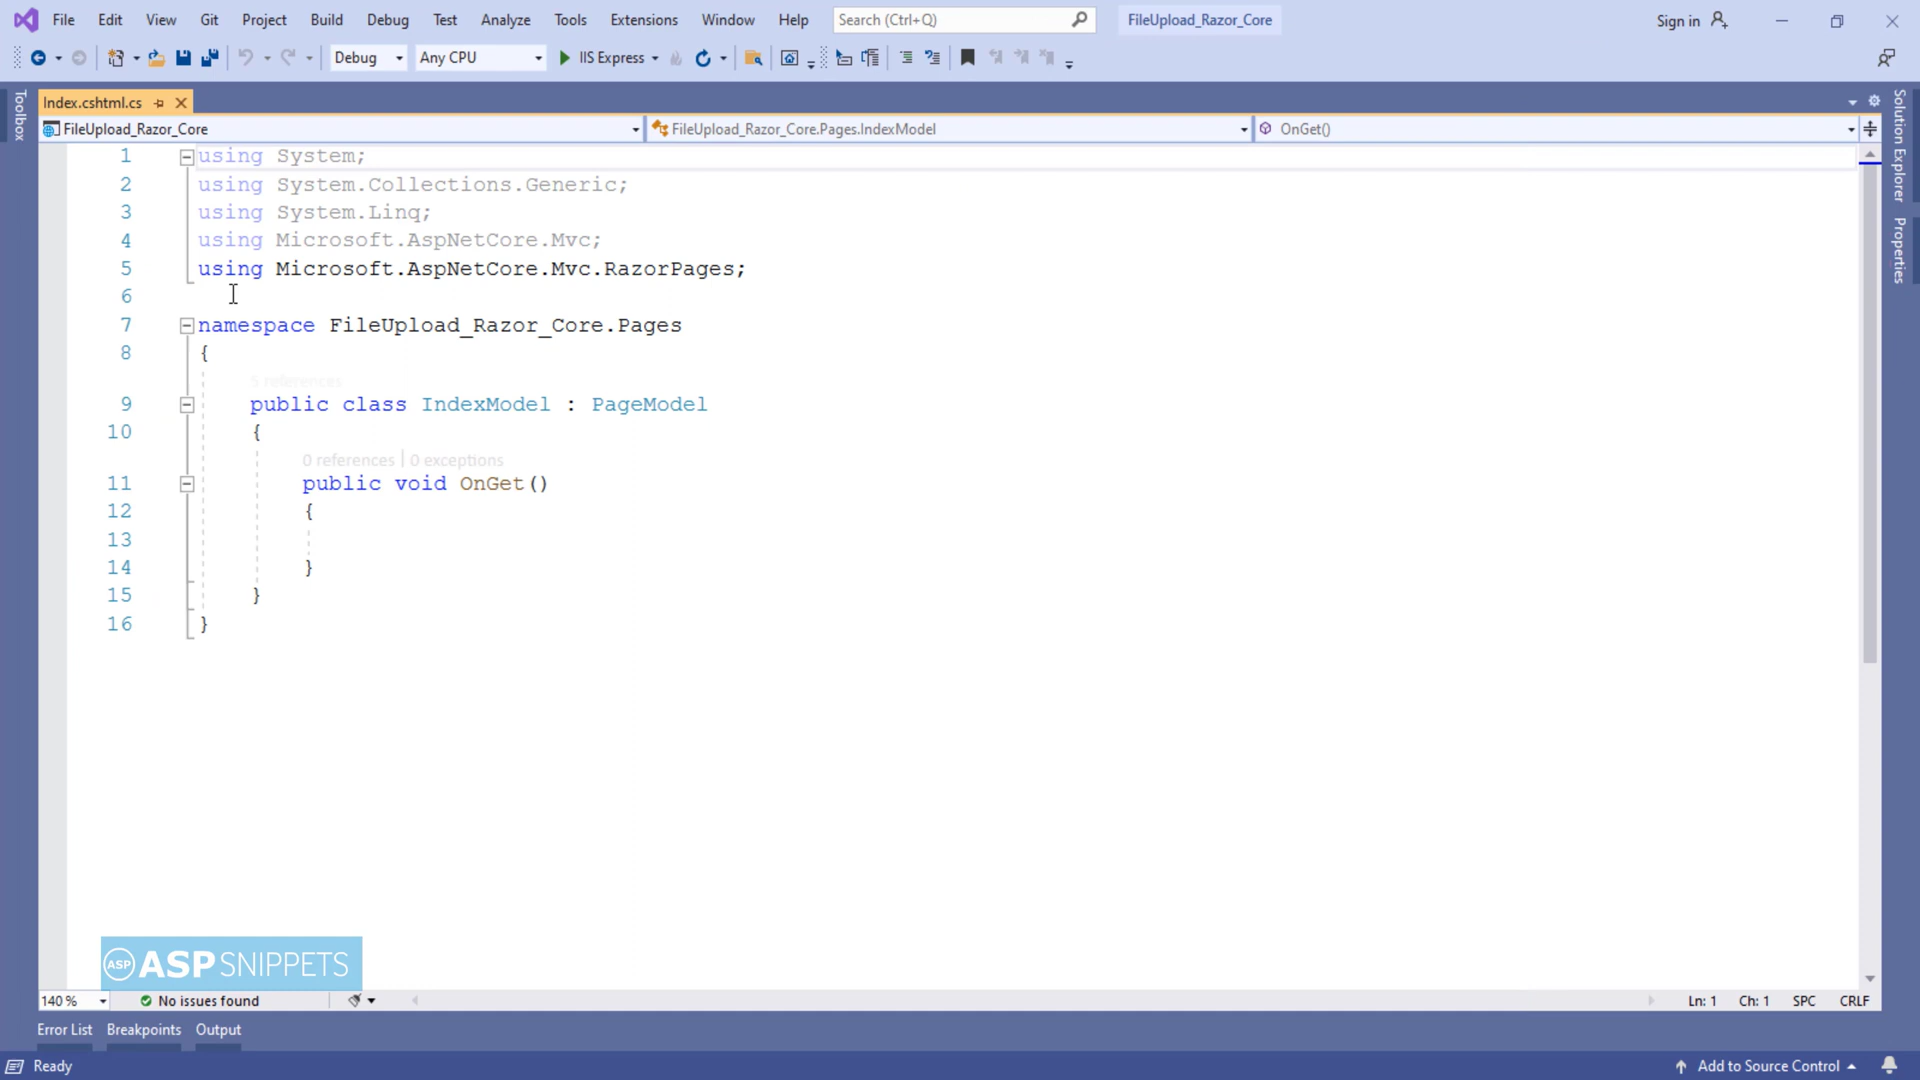 File Edit View Git Project Build Debug Test Analyze Tools Extensions Window Help Search (Ctrl+Q) FileUpload_Razor_Core Sign in
Debug Any CPU IIS Express
Toolbox
Index.cshtml.cs
FileUpload_Razor_Core FileUpload_Razor_Core.Pages.IndexModel OnGet()
1 using System;
2 using System.Collections.Generic;
3 using System.Linq;
4 using Microsoft.AspNetCore.Mvc;
5 using Microsoft.AspNetCore.Mvc.RazorPages;
6
7 namespace FileUpload_Razor_Core.Pages
8 {
5 references
9 public class IndexModel : PageModel
10 {
0 references | 0 exceptions
11 public void OnGet()
12 {
13
14 }
15 }
16 }
Solution Explorer
Properties
ASP ASPSNIPPETS
140 % No issues found Ln: 1 Ch: 1 SPC CRLF
Error List Breakpoints Output
Ready Add to Source Control